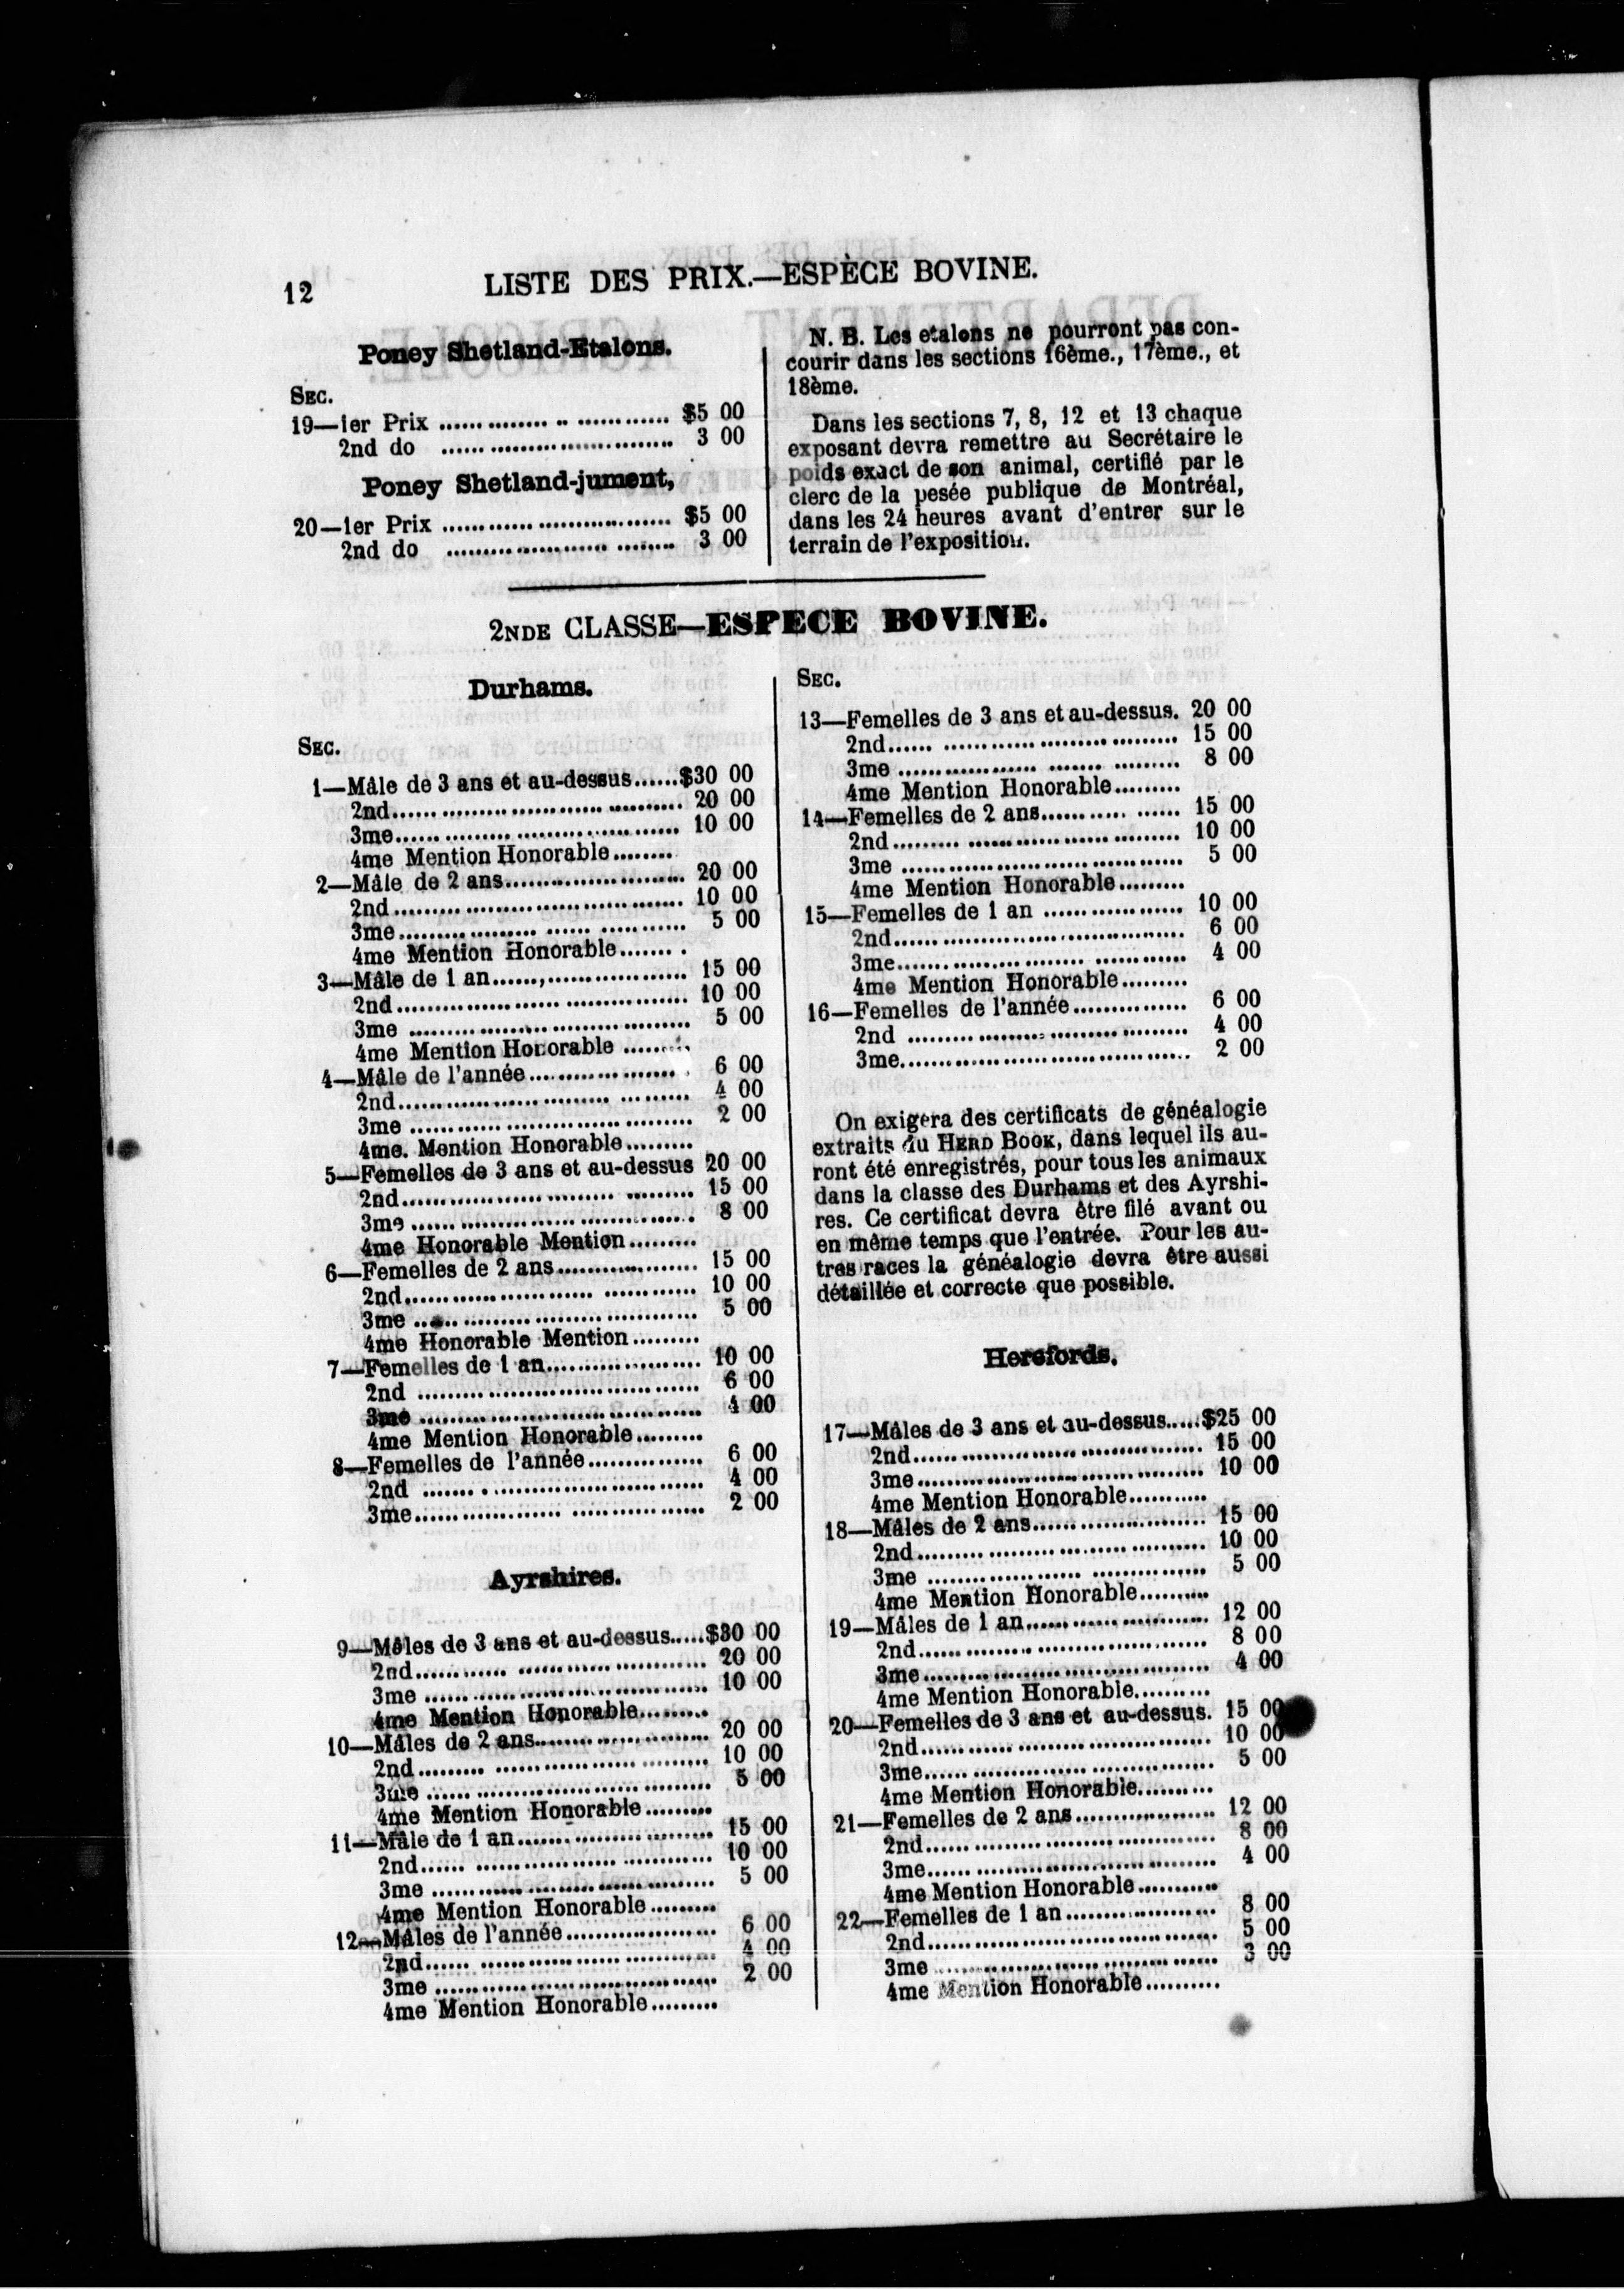 12
LISTE DES PRIX.—ESPÈCE BOVINE.
Poney Shetland-Etalons.
SEC.
19—1er Prix ........................ $5 00
2nd do ........................ 3 00
Poney Shetland-jument,
20—1er Prix ........................ $5 00
2nd do ........................ 3 00
N. B. Les etalons ne pourront pas con-
courir dans les sections 16ème., 17ème., et
18ème.
Dans les sections 7, 8, 12 et 13 chaque
exposant devra remettre au Secrétaire le
poids exact de son animal, certifié par le
clerc de la pesée publique de Montréal,
dans les 24 heures avant d'entrer sur le
terrain de l'exposition.
2NDE CLASSE—ESPECE BOVINE.
Durhams.
SEC.
1—Mâle de 3 ans et au-dessus......$30 00
2nd........................ 20 00
3me........................ 10 00
4me Mention Honorable........
2—Mâle de 2 ans........................ 20 00
2nd........................ 10 00
3me........................ 5 00
4me Mention Honorable........
3—Mâle de 1 an........................ 15 00
2nd........................ 10 00
3me ........................ 5 00
4me Mention Honorable ........
4—Mâle de l'année........................ 6 00
2nd........................ 4 00
3me ........................ 2 00
4me. Mention Honorable.........
5—Femelles de 3 ans et au-dessus 20 00
2nd........................ 15 00
3me ........................ 8 00
4me Honorable Mention.........
6—Femelles de 2 ans.................... 15 00
2nd........................ 10 00
3me ........................ 5 00
4me Honorable Mention.........
7—Femelles de 1 an...................... 10 00
2nd ........................ 6 00
3me ........................ 4 00
4me Mention Honorable.........
8—Femelles de l'année............... 6 00
2nd ........................ 4 00
3me........................ 2 00
Ayrshires.
9—Mâles de 3 ans et au-dessus.....$30 00
2nd........................ 20 00
3me ........................ 10 00
4me Mention Honorable.........
10—Mâles de 2 ans........................ 20 00
2nd........................ 10 00
3me ........................ 5 00
4me Mention Honorable.........
11—Mâle de 1 an........................ 15 00
2nd........................ 10 00
3me ........................ 5 00
4me Mention Honorable.........
12—Mâles de l'année.................... 6 00
2nd........................ 4 00
3me ........................ 2 00
4me Mention Honorable.........
SEC.
13—Femelles de 3 ans et au-dessus. 20 00
2nd........................ 15 00
3me ........................ 8 00
4me Mention Honorable.........
14—Femelles de 2 ans.................. 15 00
2nd........................ 10 00
3me ........................ 5 00
4me Mention Honorable.........
15—Femelles de 1 an .................. 10 00
2nd........................ 6 00
3me........................ 4 00
4me Mention Honorable.........
16—Femelles de l'année............... 6 00
2nd ........................ 4 00
3me........................ 2 00
On exigera des certificats de généalogie
extraits du HERD BOOK, dans lequel ils au-
ront été enregistrés, pour tous les animaux
dans la classe des Durhams et des Ayrshi-
res. Ce certificat devra être filé avant ou
en même temps que l'entrée. Pour les au-
tres races la généalogie devra être aussi
détaillée et correcte que possible.
Herefords.
17—Mâles de 3 ans et au-dessus.....$25 00
2nd........................ 15 00
3me........................ 10 00
4me Mention Honorable...........
18—Mâles de 2 ans........................ 15 00
2nd........................ 10 00
3me ........................ 5 00
4me Mention Honorable..........
19—Mâles de 1 an........................ 12 00
2nd........................ 8 00
3me........................ 4 00
4me Mention Honorable..........
20—Femelles de 3 ans et au-dessus. 15 00
2nd........................ 10 00
3me........................ 5 00
4me Mention Honorable..........
21—Femelles de 2 ans.................. 12 00
2nd........................ 8 00
3me........................ 4 00
4me Mention Honorable...........
22—Femelles de 1 an.................... 8 00
2nd........................ 5 00
3me ........................ 3 00
4me Mention Honorable...........